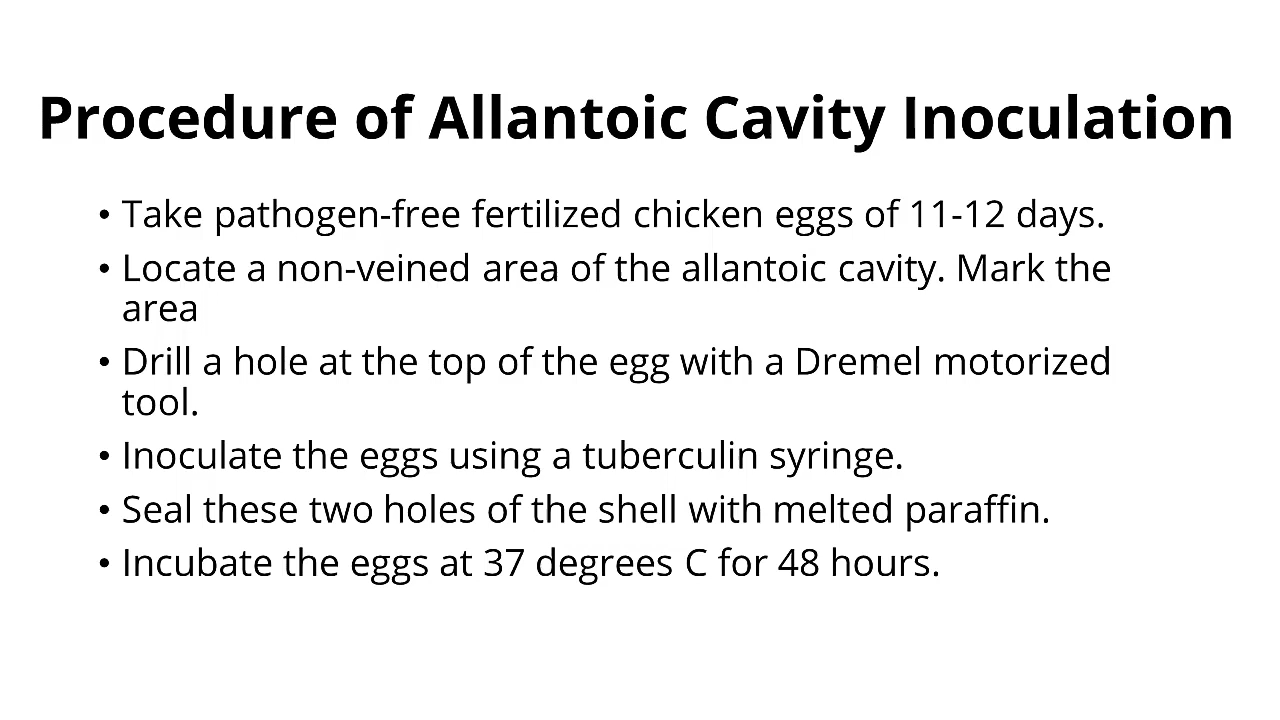 Procedure of Allantoic Cavity Inoculation
• Take pathogen-free fertilized chicken eggs of 11-12 days.
• Locate a non-veined area of the allantoic cavity. Mark the
area
• Drill a hole at the top of the egg with a Dremel motorized
tool.
• Inoculate the eggs using a tuberculin syringe.
• Seal these two holes of the shell with melted paraffin.
• Incubate the eggs at 37 degrees C for 48 hours.